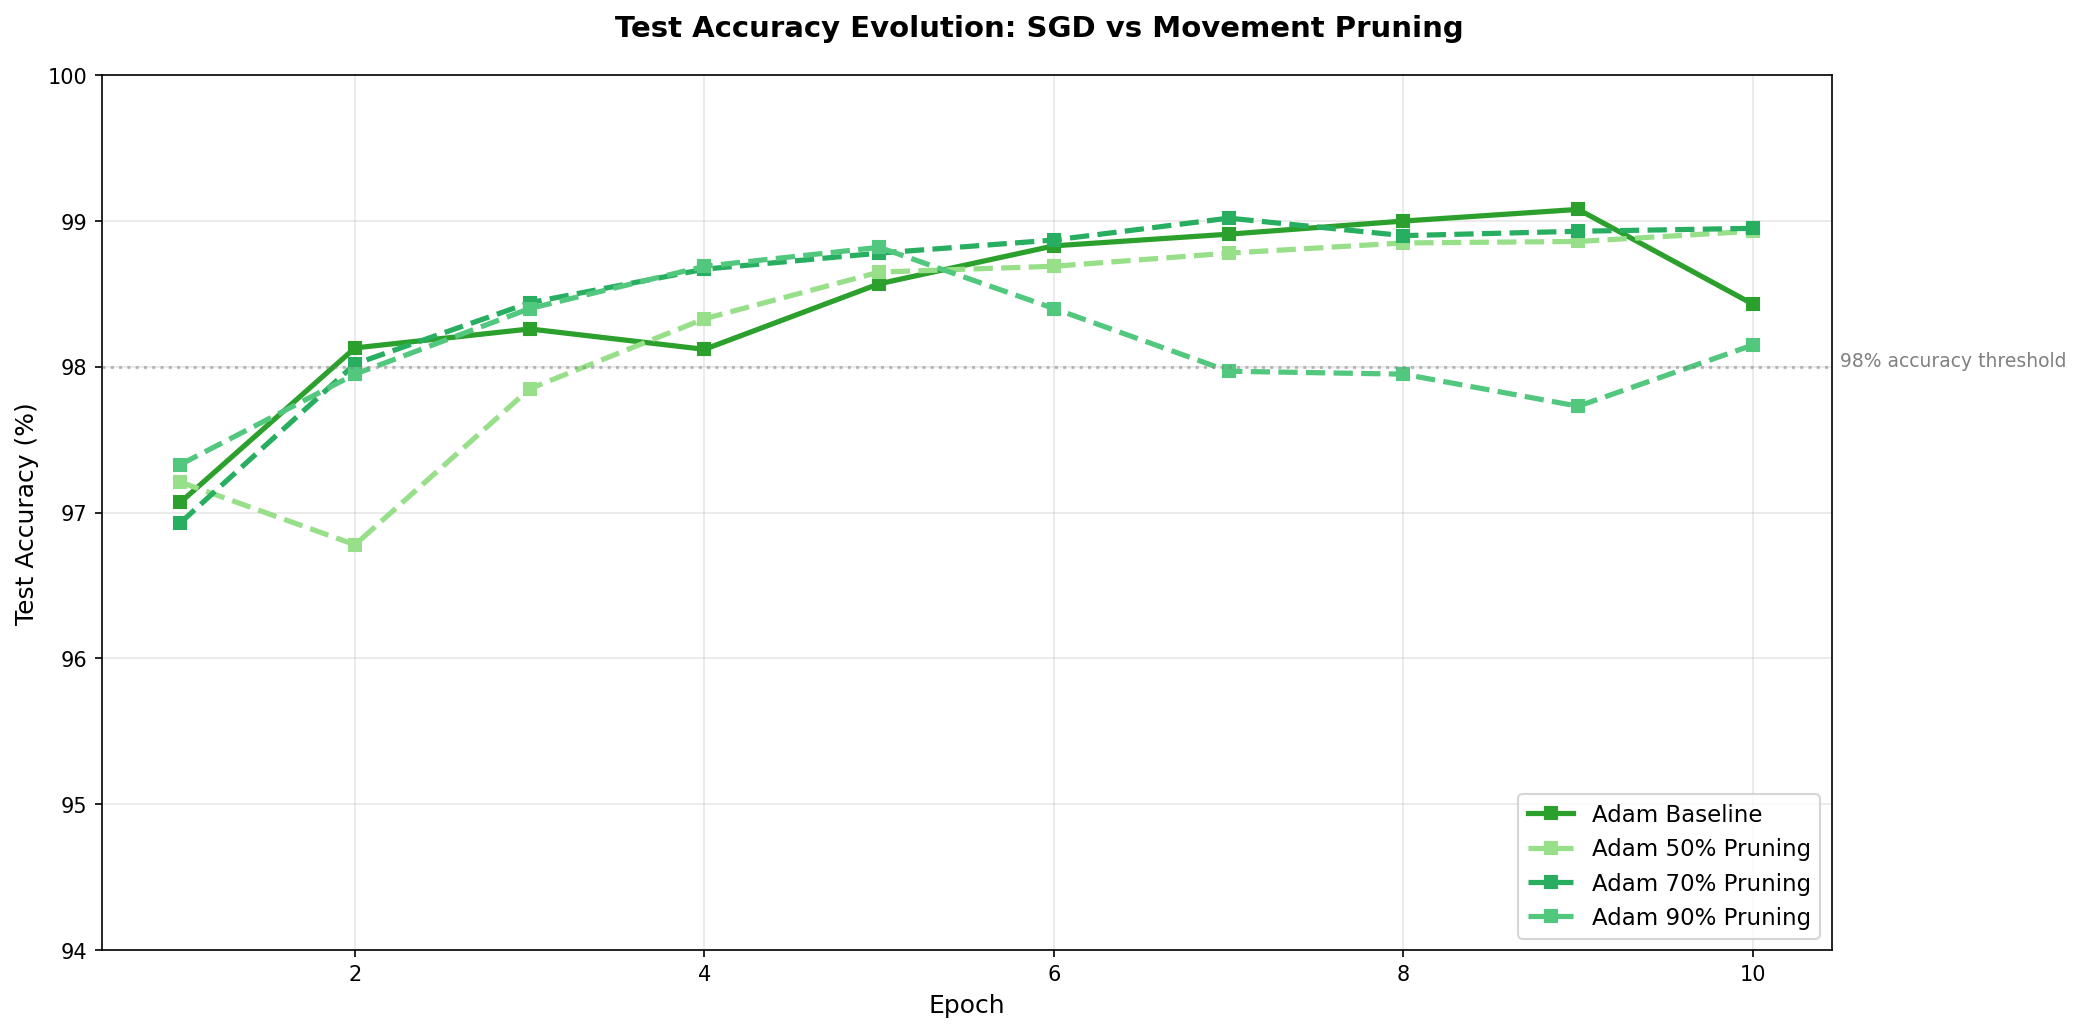 Test Accuracy Evolution: SGD vs Movement Pruning
100
99
98
97
96
95
94
Test Accuracy (%)
98% accuracy threshold
Adam Baseline
Adam 50% Pruning
Adam 70% Pruning
Adam 90% Pruning
2
4
6
8
10
Epoch